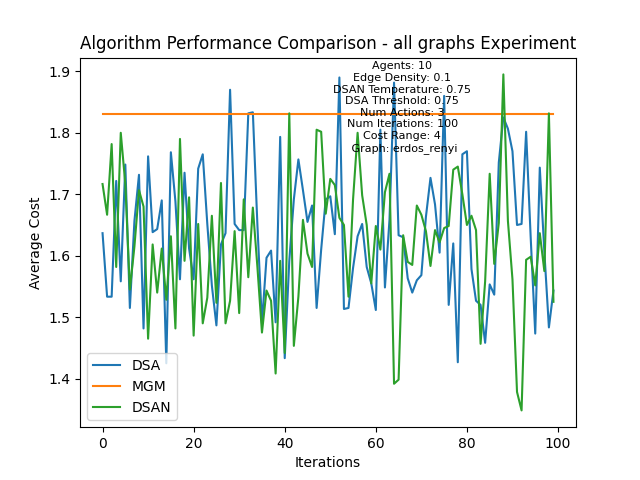 Algorithm Performance Comparison - all graphs Experiment
Agents: 10
Edge Density: 0.1
DSAN Temperature: 0.75
DSA Threshold: 0.75
Num Actions: 3
Num Iterations: 100
Cost Range: 4
Graph: erdos_renyi
1.9
1.8
1.7
1.6
1.5
1.4
Average Cost
DSA
MGM
DSAN
0 20 40 60 80 100
Iterations